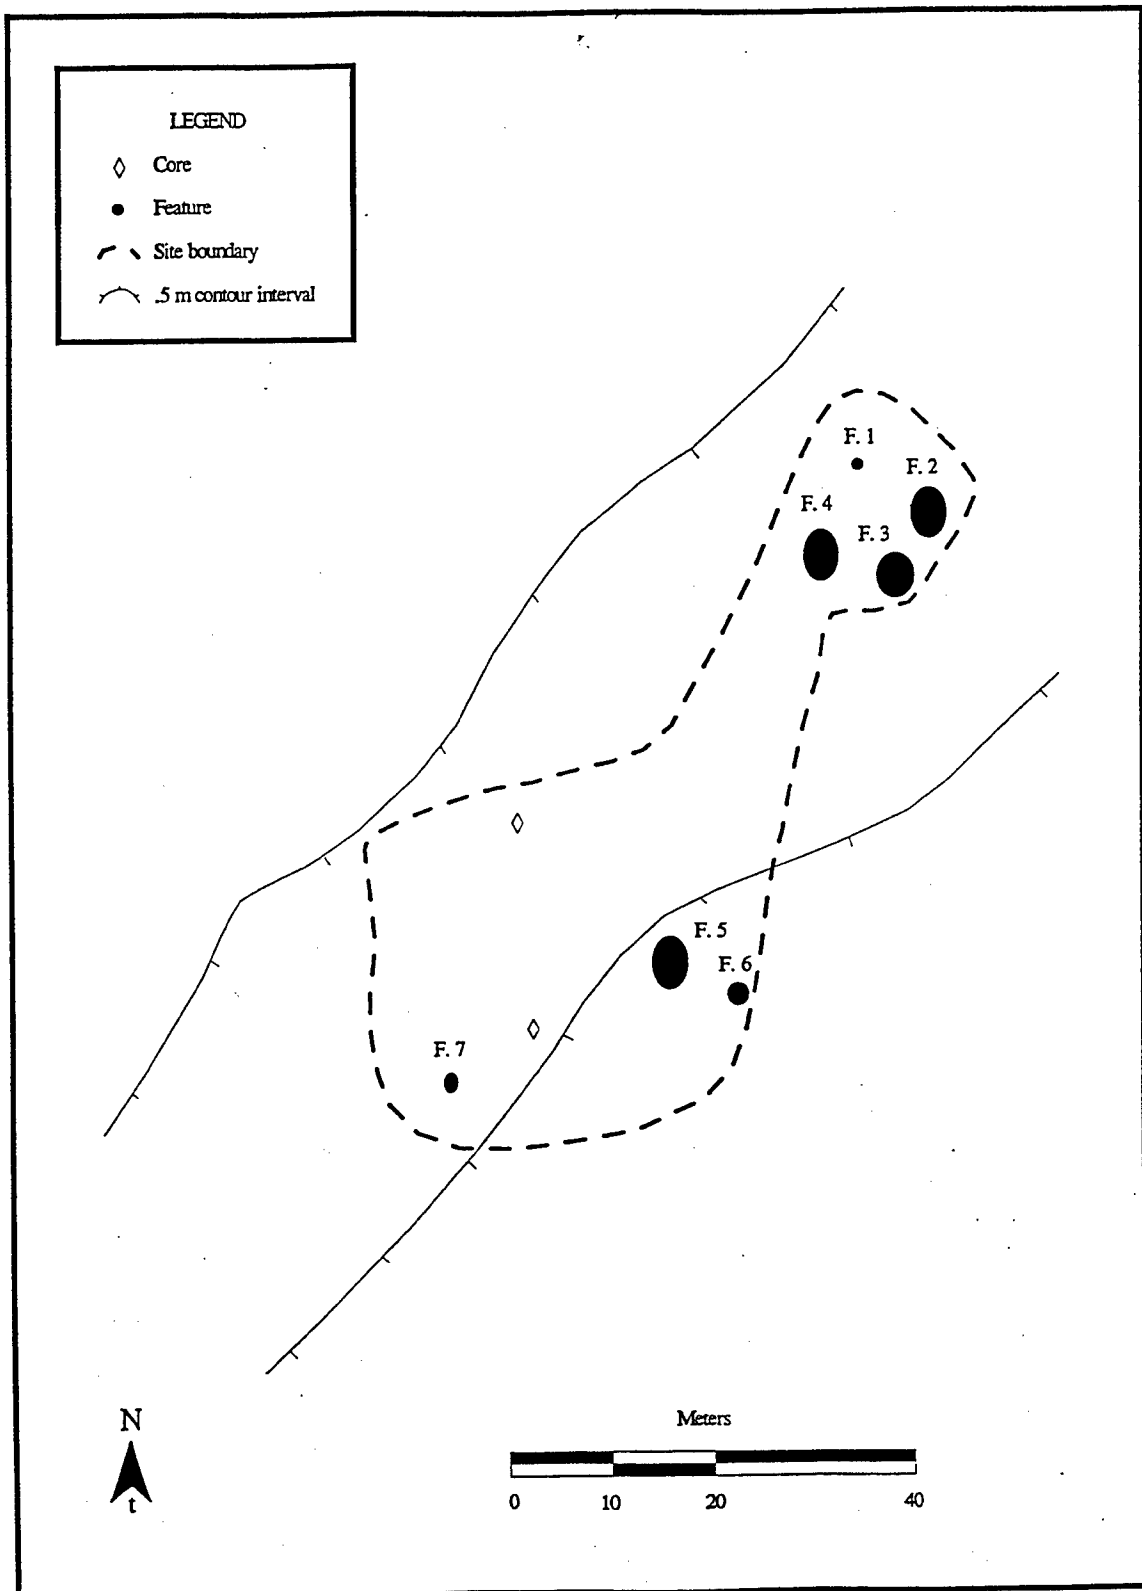 LEGEND
Core
Feature
Site boundary
.5 m contour interval
F. 1
F. 2
F. 4
F. 3
F. 5
F. 6
F. 7
N
t
Meters
0 10 20 40